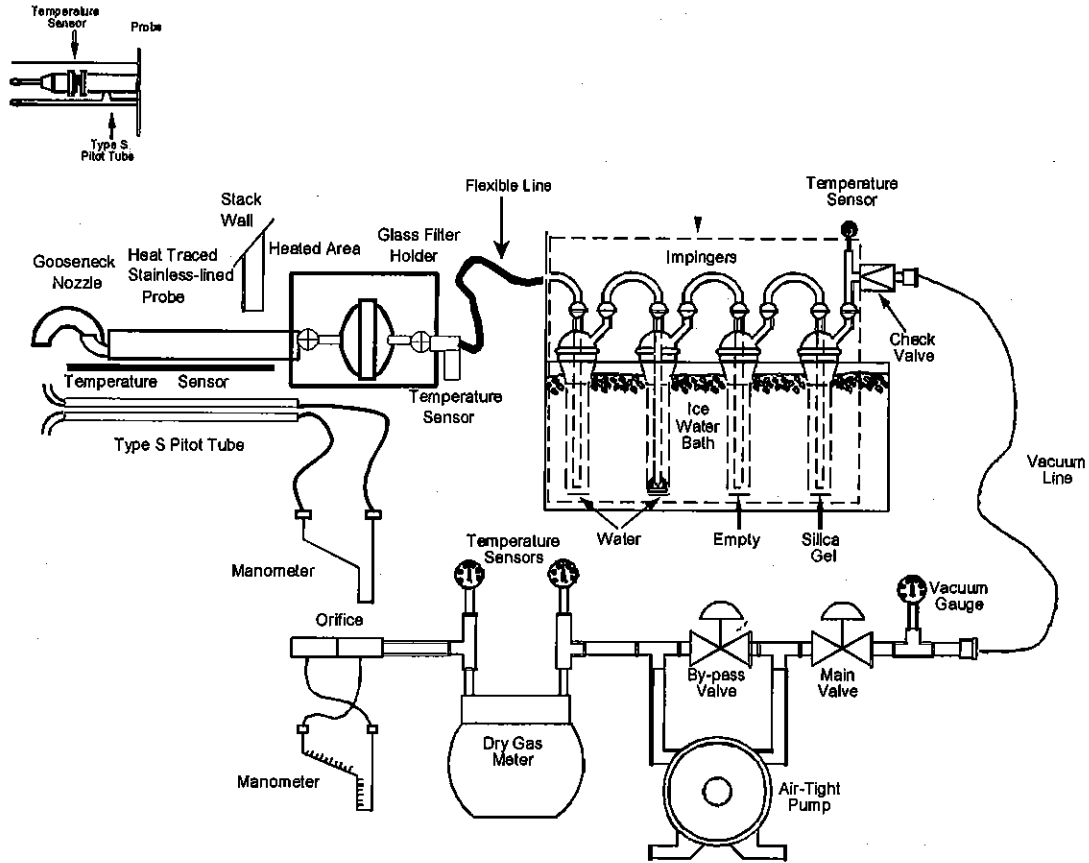 Temperature
Sensor
Probe
Type S
Pitot Tube
Flexible Line
Temperature
Sensor
Stack
Wall
Heated Area
Glass Filter
Holder
Impingers
Gooseneck
Nozzle
Heat Traced
Stainless-lined
Probe
Check
Valve
Temperature Sensor
Temperature
Sensor
Ice
Water
Bath
Type S Pitot Tube
Vacuum
Line
Water
Empty
Silica
Gel
Temperature
Sensors
Manometer
Vacuum
Gauge
Orifice
By-pass
Valve
Main
Valve
Dry Gas
Meter
Manometer
Air-Tight
Pump